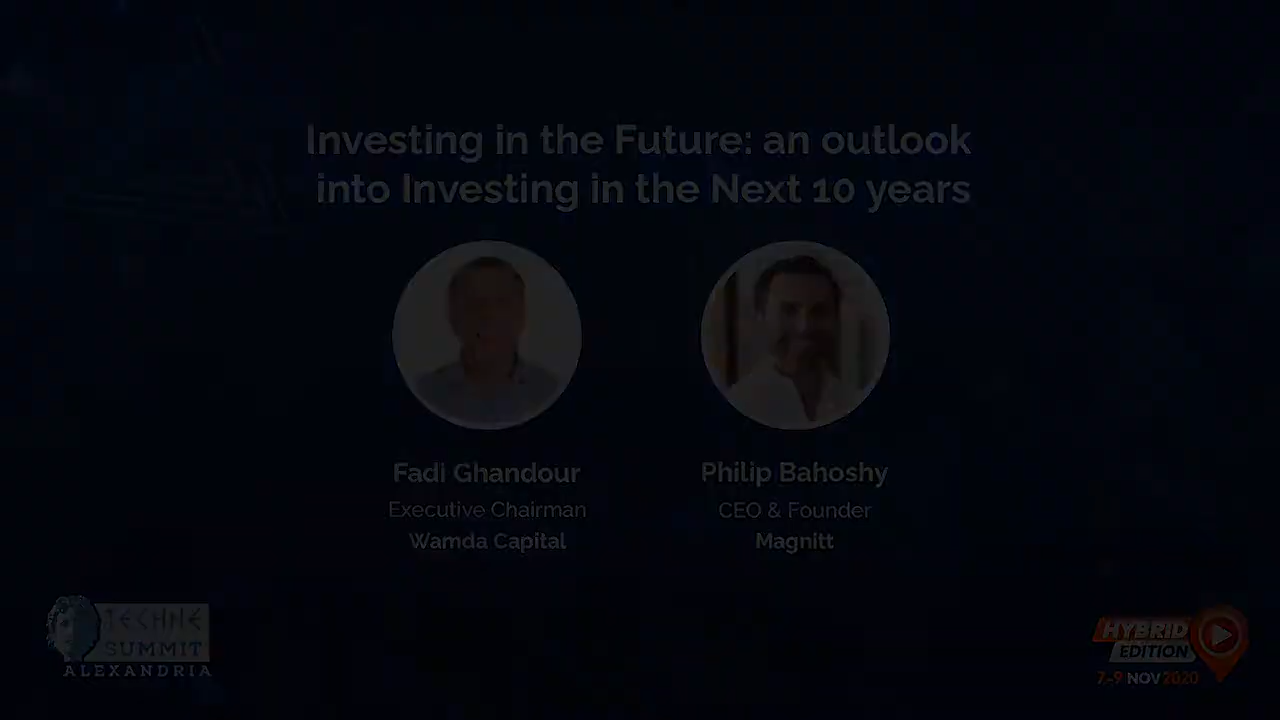 Investing in the Future: an outlook
into Investing in the Next 10 years
Fadi Ghandour
Executive Chairman
Wamda Capital
Philip Bahoshy
CEO & Founder
Magnitt
TECHNE
SUMMIT
ALEXANDRIA
HYBRID
EDITION
7-9 NOV 2020